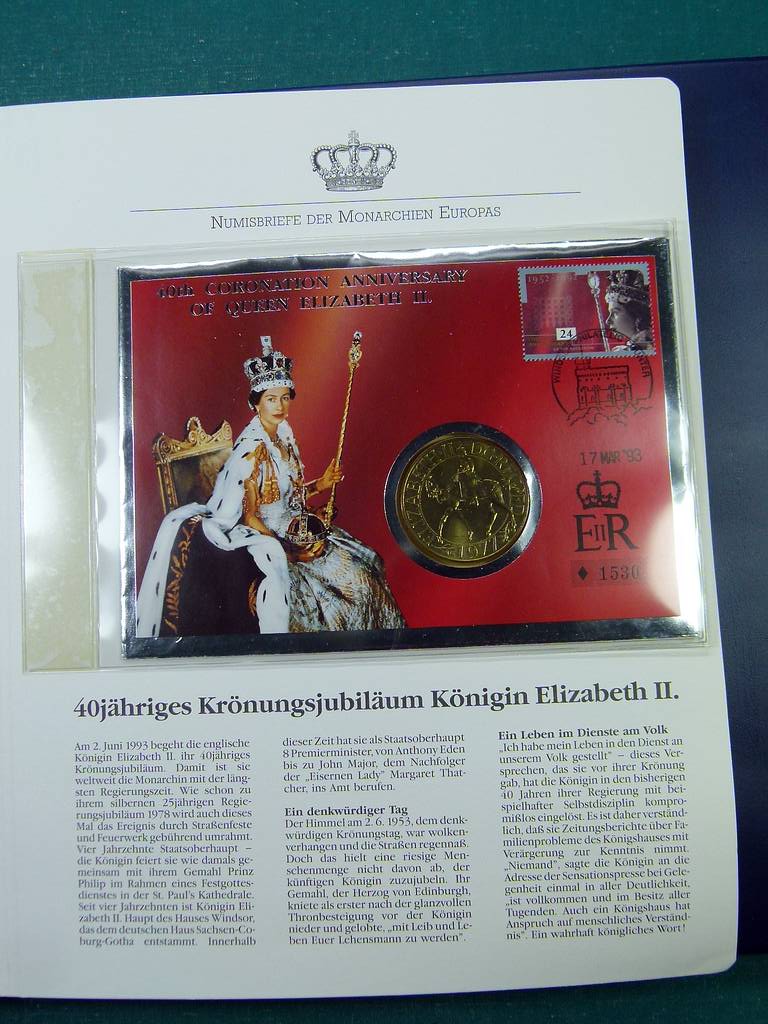 NUMISBRIEFE DER MONARCHIEN EUROPAS
40th CORONATION ANNIVERSARY
OF QUEEN ELIZABETH II.
1952
24
WINDSOR PHILATELIC COUNTER
17 MAR '93
EIIR
♦ 1530
ELIZABETH II DG REG FD
1977
40jähriges Krönungsjubiläum Königin Elizabeth II.
Am 2. Juni 1993 begeht die englische
Königin Elizabeth II. ihr 40jähriges
Krönungsjubiläum. Damit ist sie
weltweit die Monarchin mit der läng-
sten Regierungszeit. Wie schon zu
ihrem silbernen 25jährigen Regie-
rungsjubiläum 1978 wird auch dieses
Mal das Ereignis durch Straßenfeste
und Feuerwerk gebührend umrahmt.
Vier Jahrzehnte Staatsoberhaupt –
die Königin feiert sie wie damals ge-
meinsam mit ihrem Gemahl Prinz
Philip im Rahmen eines Festgottes-
dienstes in der St. Paul's Kathedrale.
Seit vier Jahrzehnten ist Königin Eli-
zabeth II. Haupt des Hauses Windsor,
das dem deutschen Haus Sachsen-Co-
burg-Gotha entstammt. Innerhalb
dieser Zeit hat sie als Staatsoberhaupt
8 Premierminister, von Anthony Eden
bis zu John Major, dem Nachfolger
der „Eisernen Lady" Margaret That-
cher, ins Amt berufen.
Ein denkwürdiger Tag
Der Himmel am 2. 6. 1953, dem denk-
würdigen Krönungstag, war wolken-
verhangen und die Straßen regennaß.
Doch das hielt eine riesige Men-
schenmenge nicht davon ab, der
künftigen Königin zuzujubeln. Ihr
Gemahl, der Herzog von Edinburgh,
kniete als erster nach der glanzvollen
Thronbesteigung vor der Königin
nieder und gelobte, „mit Leib und Le-
ben Euer Lehensmann zu werden".
Ein Leben im Dienste am Volk
„Ich habe mein Leben in den Dienst an
unserem Volk gestellt" – dieses Ver-
sprechen, das sie vor ihrer Krönung
gab, hat die Königin in den bisherigen
40 Jahren ihrer Regierung mit bei-
spielhafter Selbstdisziplin kompro-
mißlos eingelöst. Es ist daher verständ-
lich, daß sie Zeitungsberichte über Fa-
milienprobleme des Königshauses mit
Verärgerung zur Kenntnis nimmt.
„Niemand", sagte die Königin an die
Adresse der Sensationspresse bei Gele-
genheit einmal in aller Deutlichkeit,
„ist vollkommen und im Besitz aller
Tugenden. Auch ein Königshaus hat
Anspruch auf menschliches Verständ-
nis". Ein wahrhaft königliches Wort!